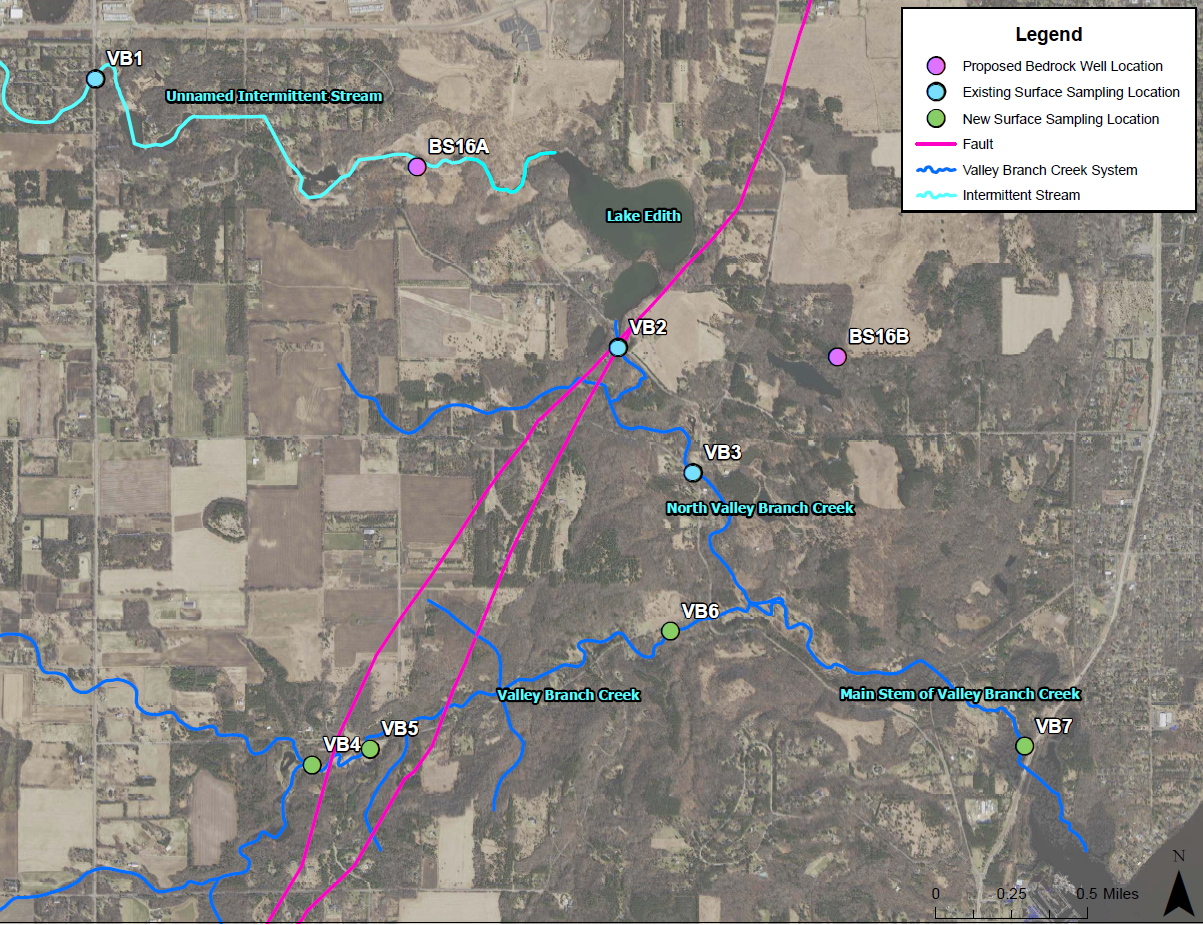 Legend
Proposed Bedrock Well Location
Existing Surface Sampling Location
New Surface Sampling Location
Fault
Valley Branch Creek System
Intermittent Stream
VB1
Unnamed Intermittent Stream
BS16A
Lake Edith
VB2
BS16B
VB3
North Valley Branch Creek
VB6
Valley Branch Creek
Main Stem of Valley Branch Creek
VB5
VB4
VB7
N
0 0.25 0.5 Miles